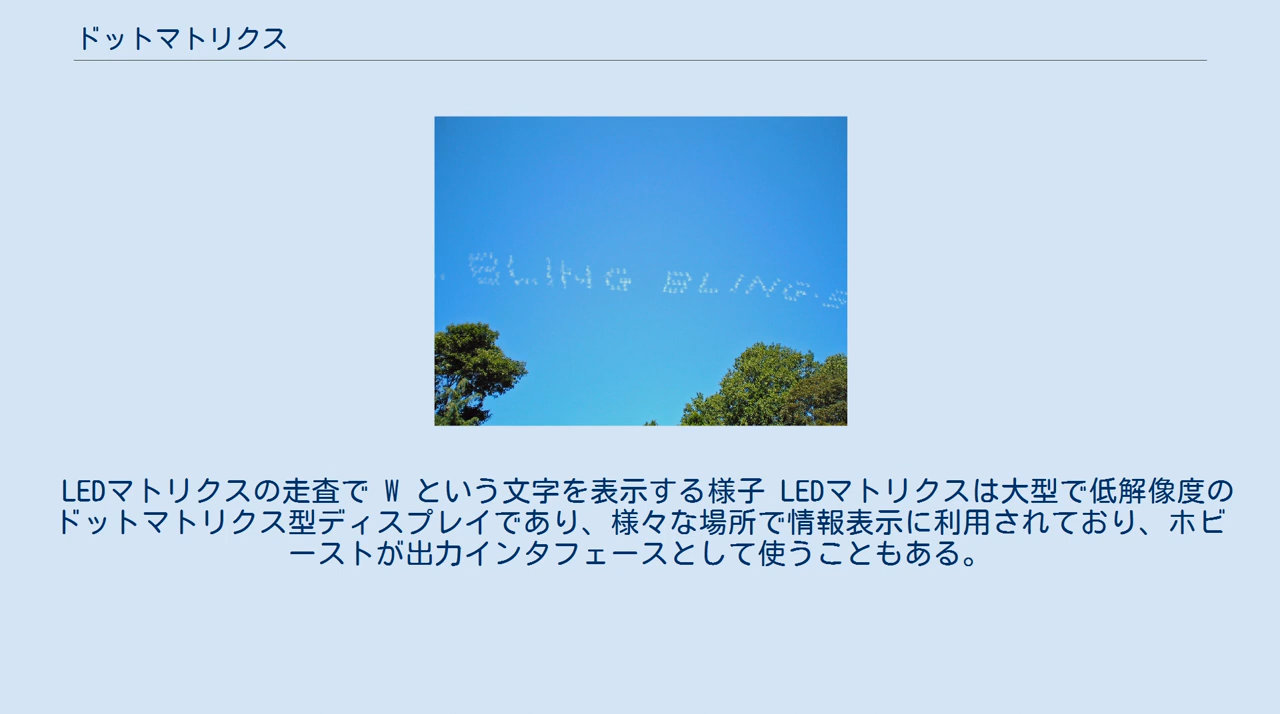 ドットマトリクス
BLING BLING
LEDマトリクスの走査で W という文字を表示する様子 LEDマトリクスは大型で低解像度の
ドットマトリクス型ディスプレイであり、様々な場所で情報表示に利用されており、ホビ
ーストが出力インタフェースとして使うこともある。